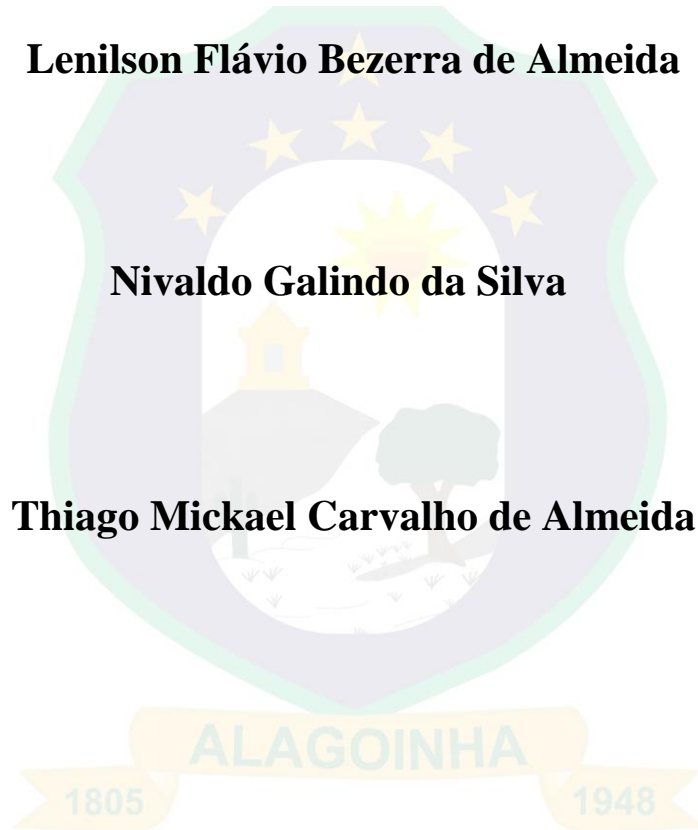 Lenilson Flávio Bezerra de Almeida
Nivaldo Galindo da Silva
Thiago Mickael Carvalho de Almeida
ALAGOINHA
1805 1948